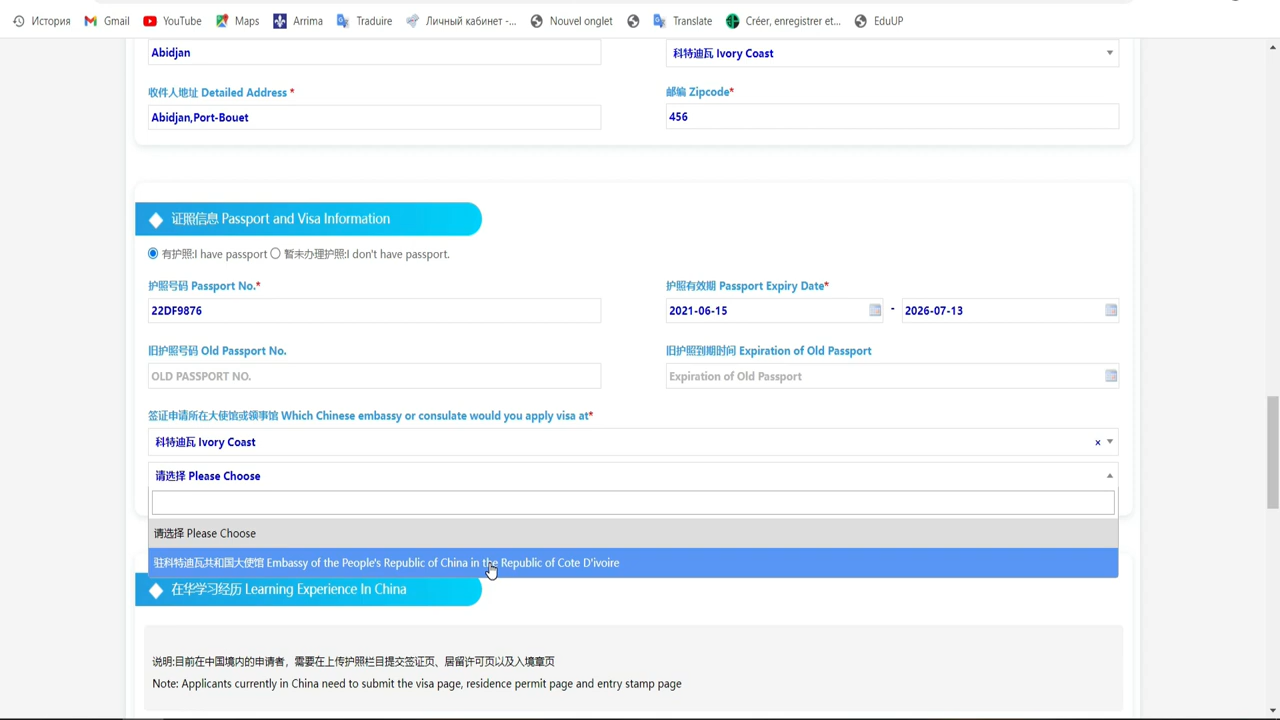 История Gmail YouTube Maps Arrima Traduire Личный кабинет -... Nouvel onglet Translate Créer, enregistrer et... EduUP
Abidjan 科特迪瓦 Ivory Coast
收件人地址 Detailed Address * 邮编 Zipcode*
Abidjan,Port-Bouet 456
证照信息 Passport and Visa Information
有护照:I have passport 暂未办理护照:I don't have passport.
护照号码 Passport No.* 护照有效期 Passport Expiry Date*
22DF9876 2021-06-15 - 2026-07-13
旧护照号码 Old Passport No. 旧护照到期时间 Expiration of Old Passport
OLD PASSPORT NO. Expiration of Old Passport
签证申请所在大使馆或领事馆 Which Chinese embassy or consulate would you apply visa at*
科特迪瓦 Ivory Coast ×
请选择 Please Choose
请选择 Please Choose
驻科特迪瓦共和国大使馆 Embassy of the People's Republic of China in the Republic of Cote D'ivoire
在华学习经历 Learning Experience In China
说明:目前在中国境内的申请者，需要在上传护照栏目提交签证页、居留许可页以及入境章页
Note: Applicants currently in China need to submit the visa page, residence permit page and entry stamp page